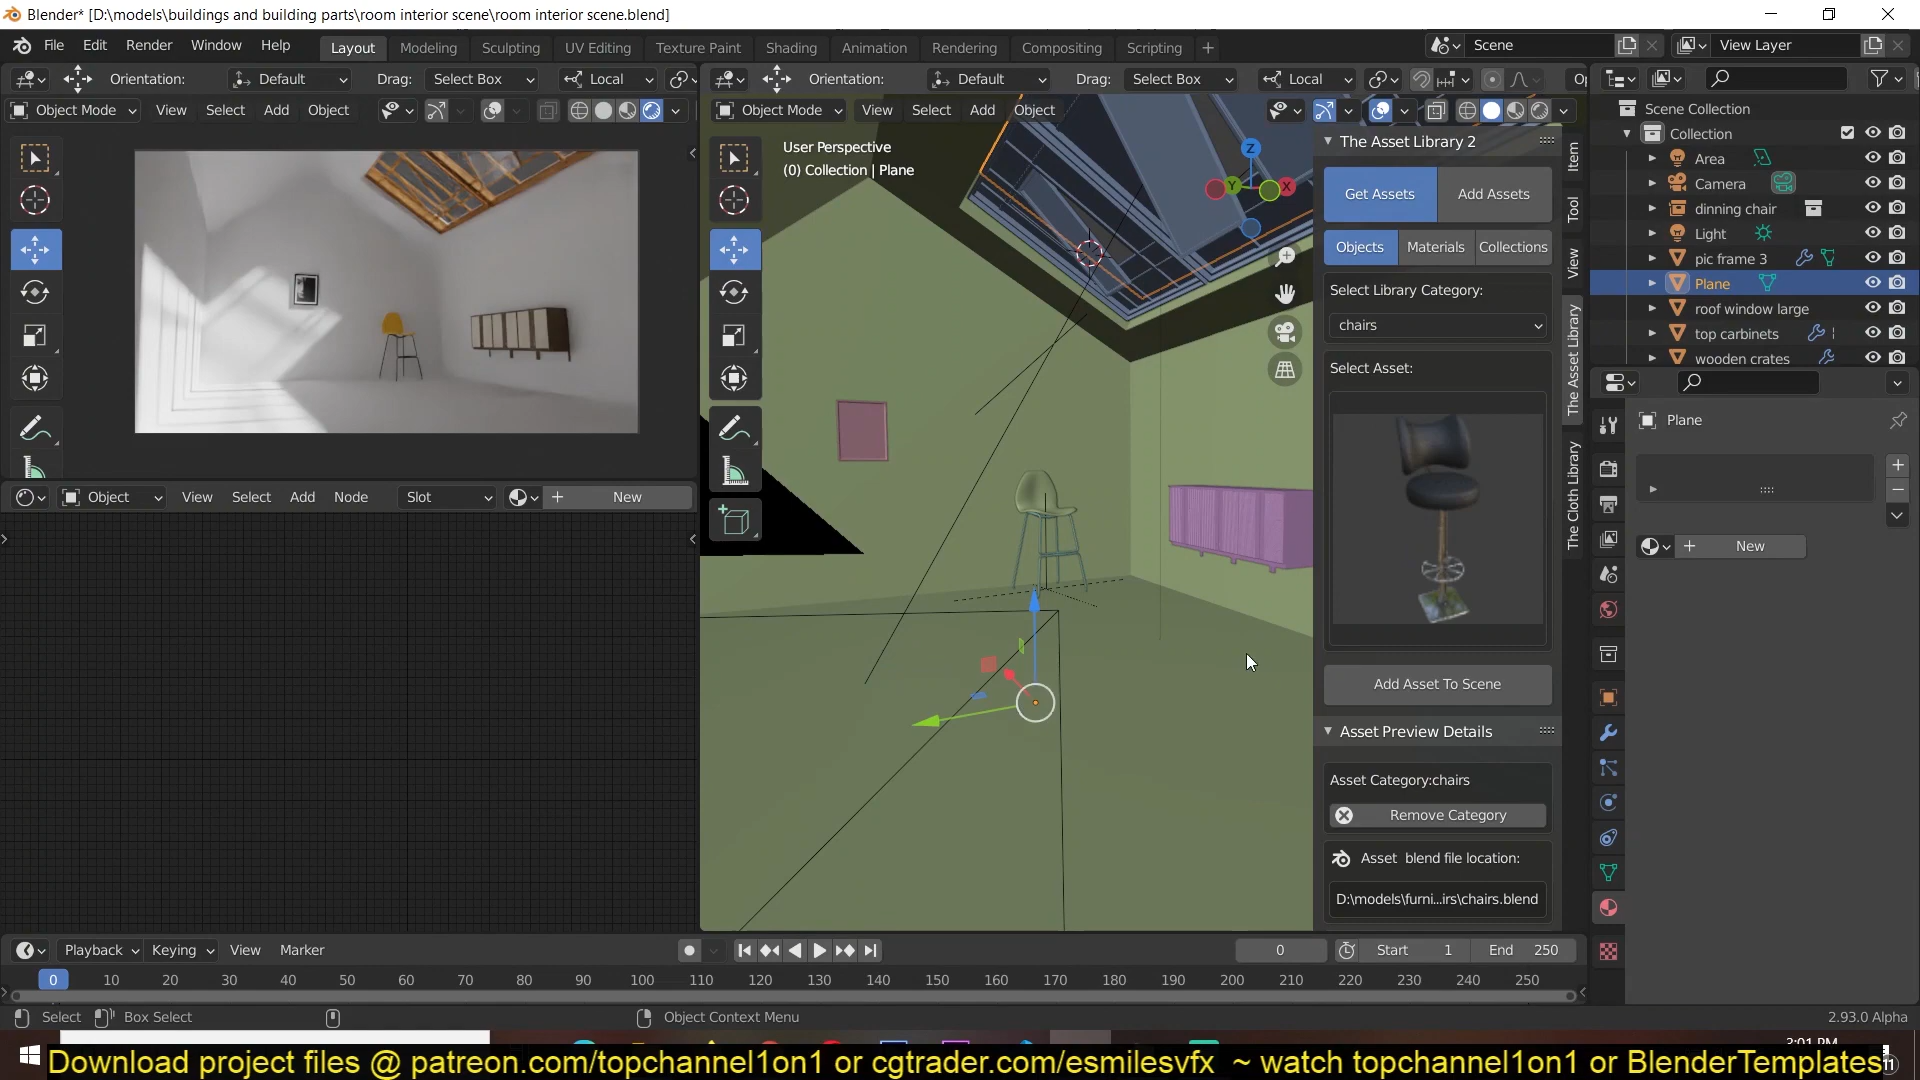 Blender* [D:\models\buildings and building parts\room interior scene\room interior scene.blend]
File Edit Render Window Help Layout Modeling Sculpting UV Editing Texture Paint Shading Animation Rendering Compositing Scripting + Scene View Layer
Orientation: Default Drag: Select Box Local Orientation: Default Drag: Select Box Local Op
Object Mode View Select Add Object Object Mode View Select Add Object
Scene Collection
Collection
Area
Camera
dinning chair
Light
pic frame 3
Plane
roof window large
top carbinets
wooden crates
User Perspective
(0) Collection | Plane
Z
Y
X
The Asset Library 2
Get Assets Add Assets
Objects Materials Collections
Select Library Category:
chairs
Select Asset:
Add Asset To Scene
Asset Preview Details
Asset Category:chairs
Remove Category
Asset blend file location:
D:\models\furni...irs\chairs.blend
Item
Tool
View
The Asset Library
The Cloth Library
Plane
New
Object View Select Add Node Slot New
Playback Keying View Marker 0 Start 1 End 250
0 10 20 30 40 50 60 70 80 90 100 110 120 130 140 150 160 170 180 190 200 210 220 230 240 250
Select Box Select Object Context Menu 2.93.0 Alpha
Download project files @ patreon.com/topchannel1on1 or cgtrader.com/esmilesvfx ~ watch topchannel1on1 or BlenderTemplates